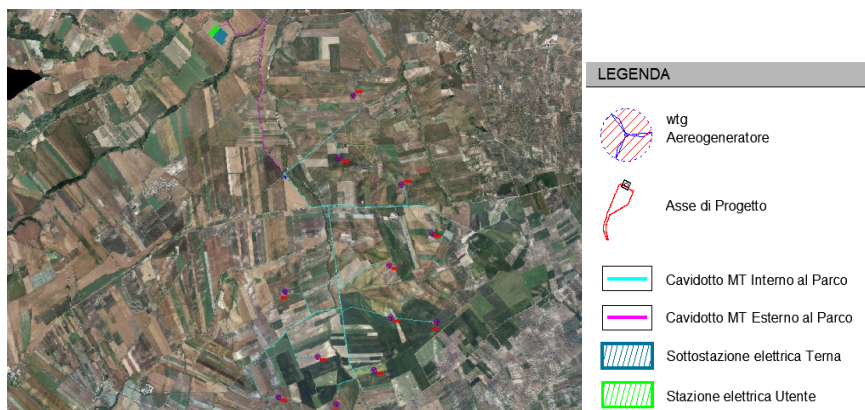 LEGENDA
wtg
Aereogeneratore
Asse di Progetto
Cavidotto MT Interno al Parco
Cavidotto MT Esterno al Parco
Sottostazione elettrica Terna
Stazione elettrica Utente